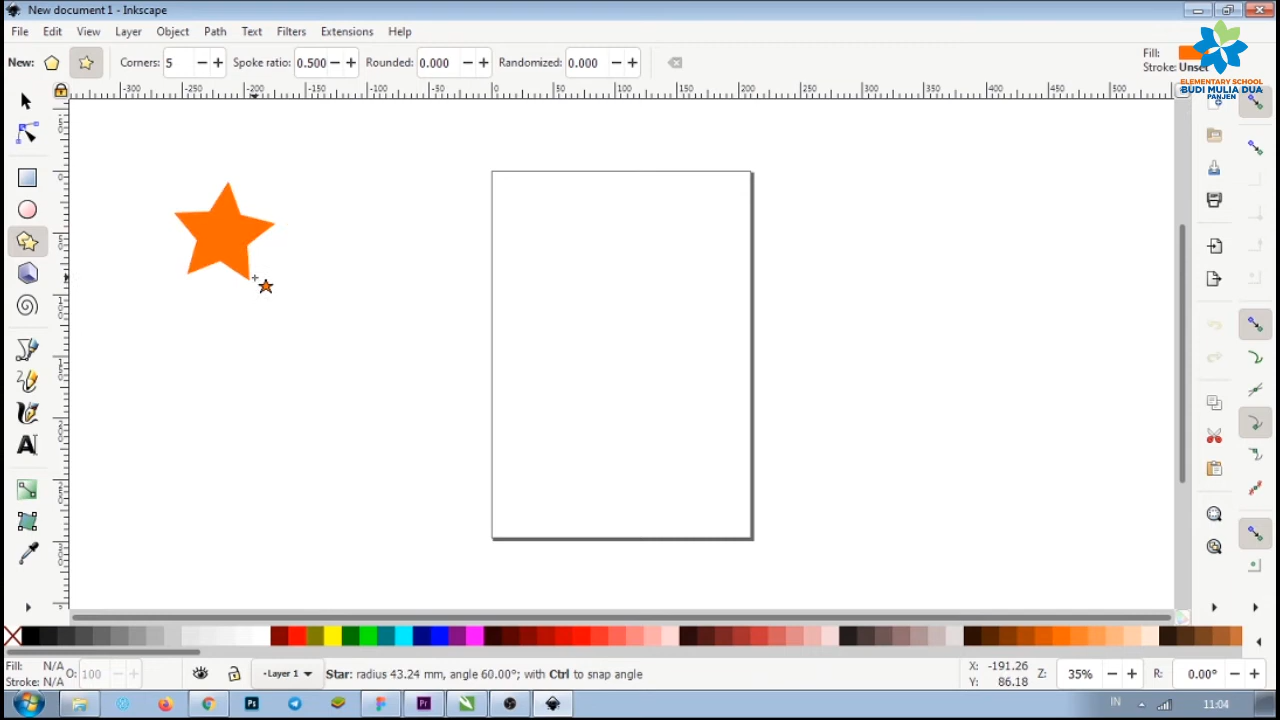 New document 1 - Inkscape
File Edit View Layer Object Path Text Filters Extensions Help
New: Corners: 5 Spoke ratio: 0.500 Rounded: 0.000 Randomized: 0.000 Fill:
Stroke: Unset
ELEMENTARY SCHOOL
BUDI MULIA DUA
PANJEN
-300 -250 -200 -150 -100 -50 0 50 100 150 200 250 300 350 400 450 500
Fill: N/A O: 100
Stroke: N/A
-Layer 1
Star: radius 43.24 mm, angle 60.00°; with Ctrl to snap angle
X: -191.26
Y: 86.18
Z: 35% R: 0.00°
IN 11:04